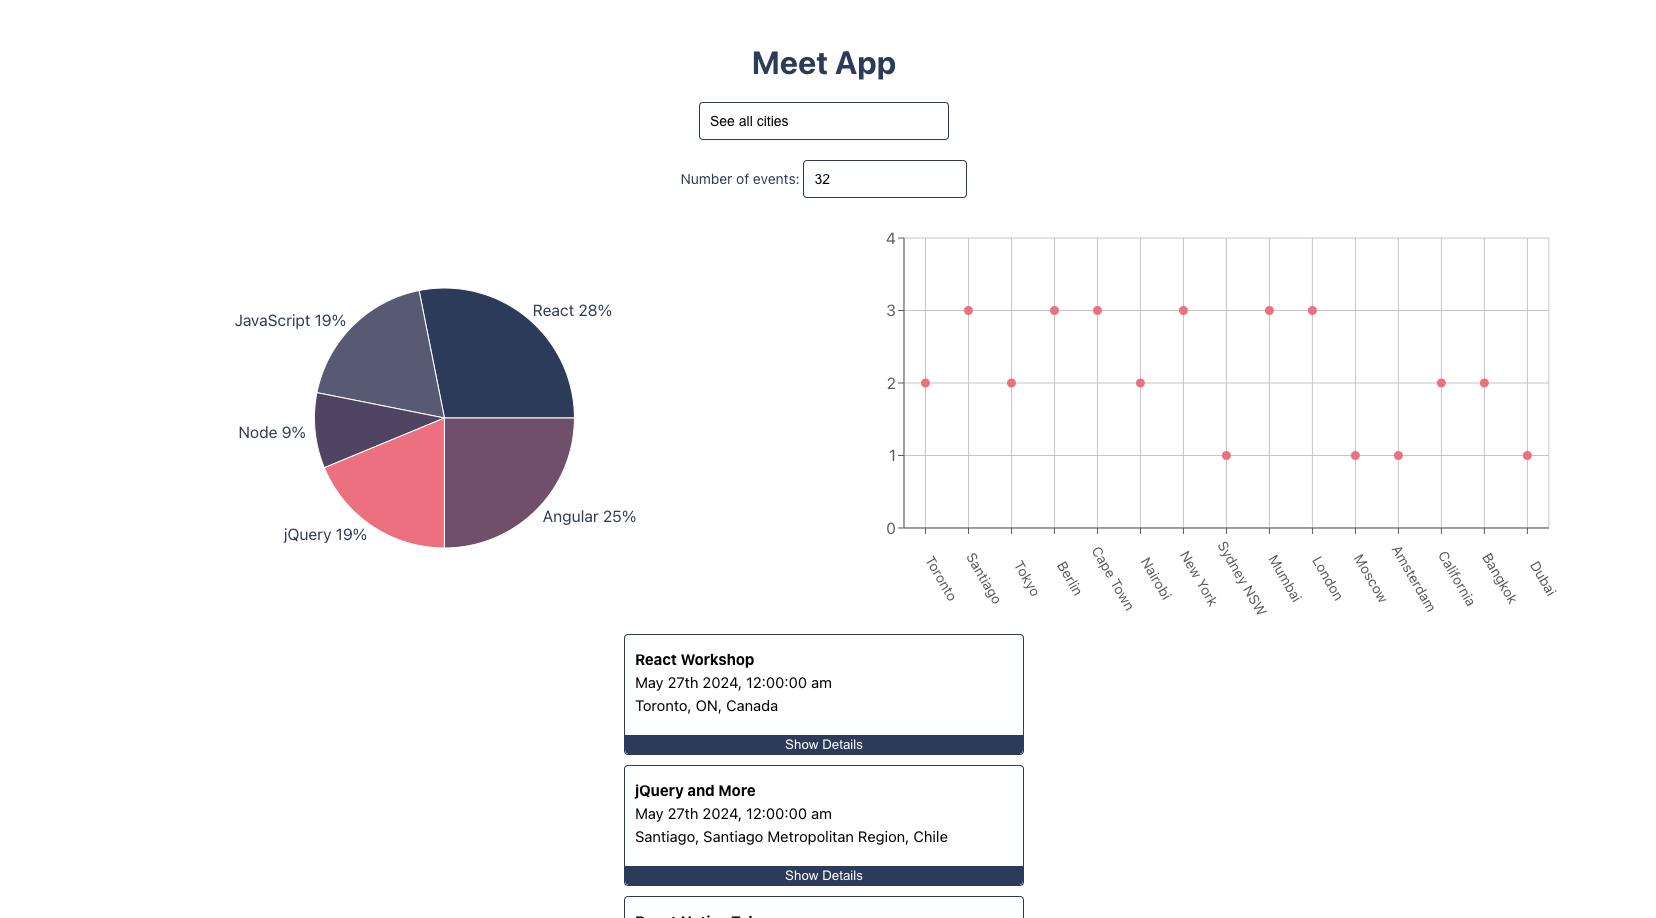 Meet App
See all cities
Number of events: 32
React 28%
JavaScript 19%
Node 9%
jQuery 19%
Angular 25%
4
3
2
1
0
Toronto
Santiago
Tokyo
Berlin
Cape Town
Nairobi
New York
Sydney NSW
Mumbai
London
Moscow
Amsterdam
California
Bangkok
Dubai
React Workshop
May 27th 2024, 12:00:00 am
Toronto, ON, Canada
Show Details
jQuery and More
May 27th 2024, 12:00:00 am
Santiago, Santiago Metropolitan Region, Chile
Show Details